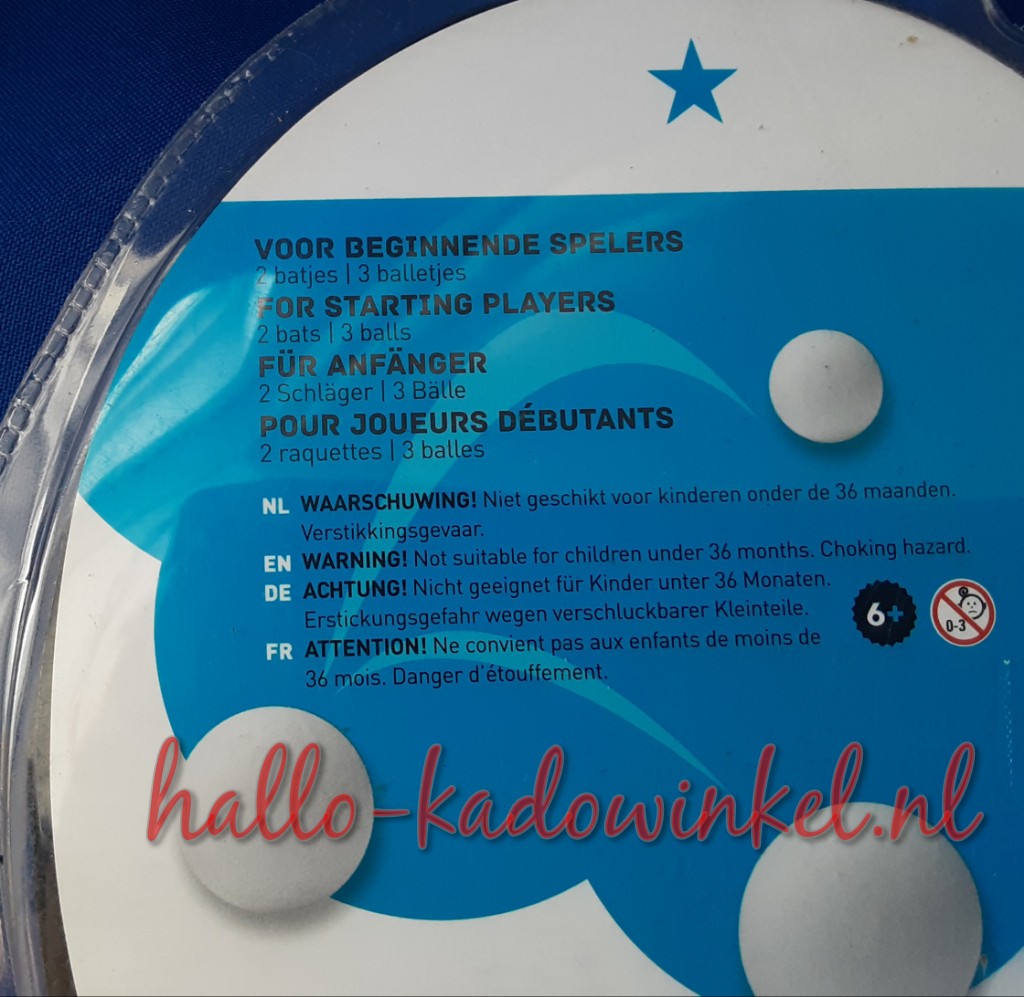 VOOR BEGINNENDE SPELERS
2 batjes | 3 balletjes
FOR STARTING PLAYERS
2 bats | 3 balls
FÜR ANFÄNGER
2 Schläger | 3 Bälle
POUR JOUEURS DÉBUTANTS
2 raquettes | 3 balles
NL WAARSCHUWING! Niet geschikt voor kinderen onder de 36 maanden.
Verstikkingsgevaar.
EN WARNING! Not suitable for children under 36 months. Choking hazard.
DE ACHTUNG! Nicht geeignet für Kinder unter 36 Monaten.
Erstickungsgefahr wegen verschluckbarer Kleinteile.
FR ATTENTION! Ne convient pas aux enfants de moins de
36 mois. Danger d'étouffement.
6+
0-3
hallo-kadowinkel.nl